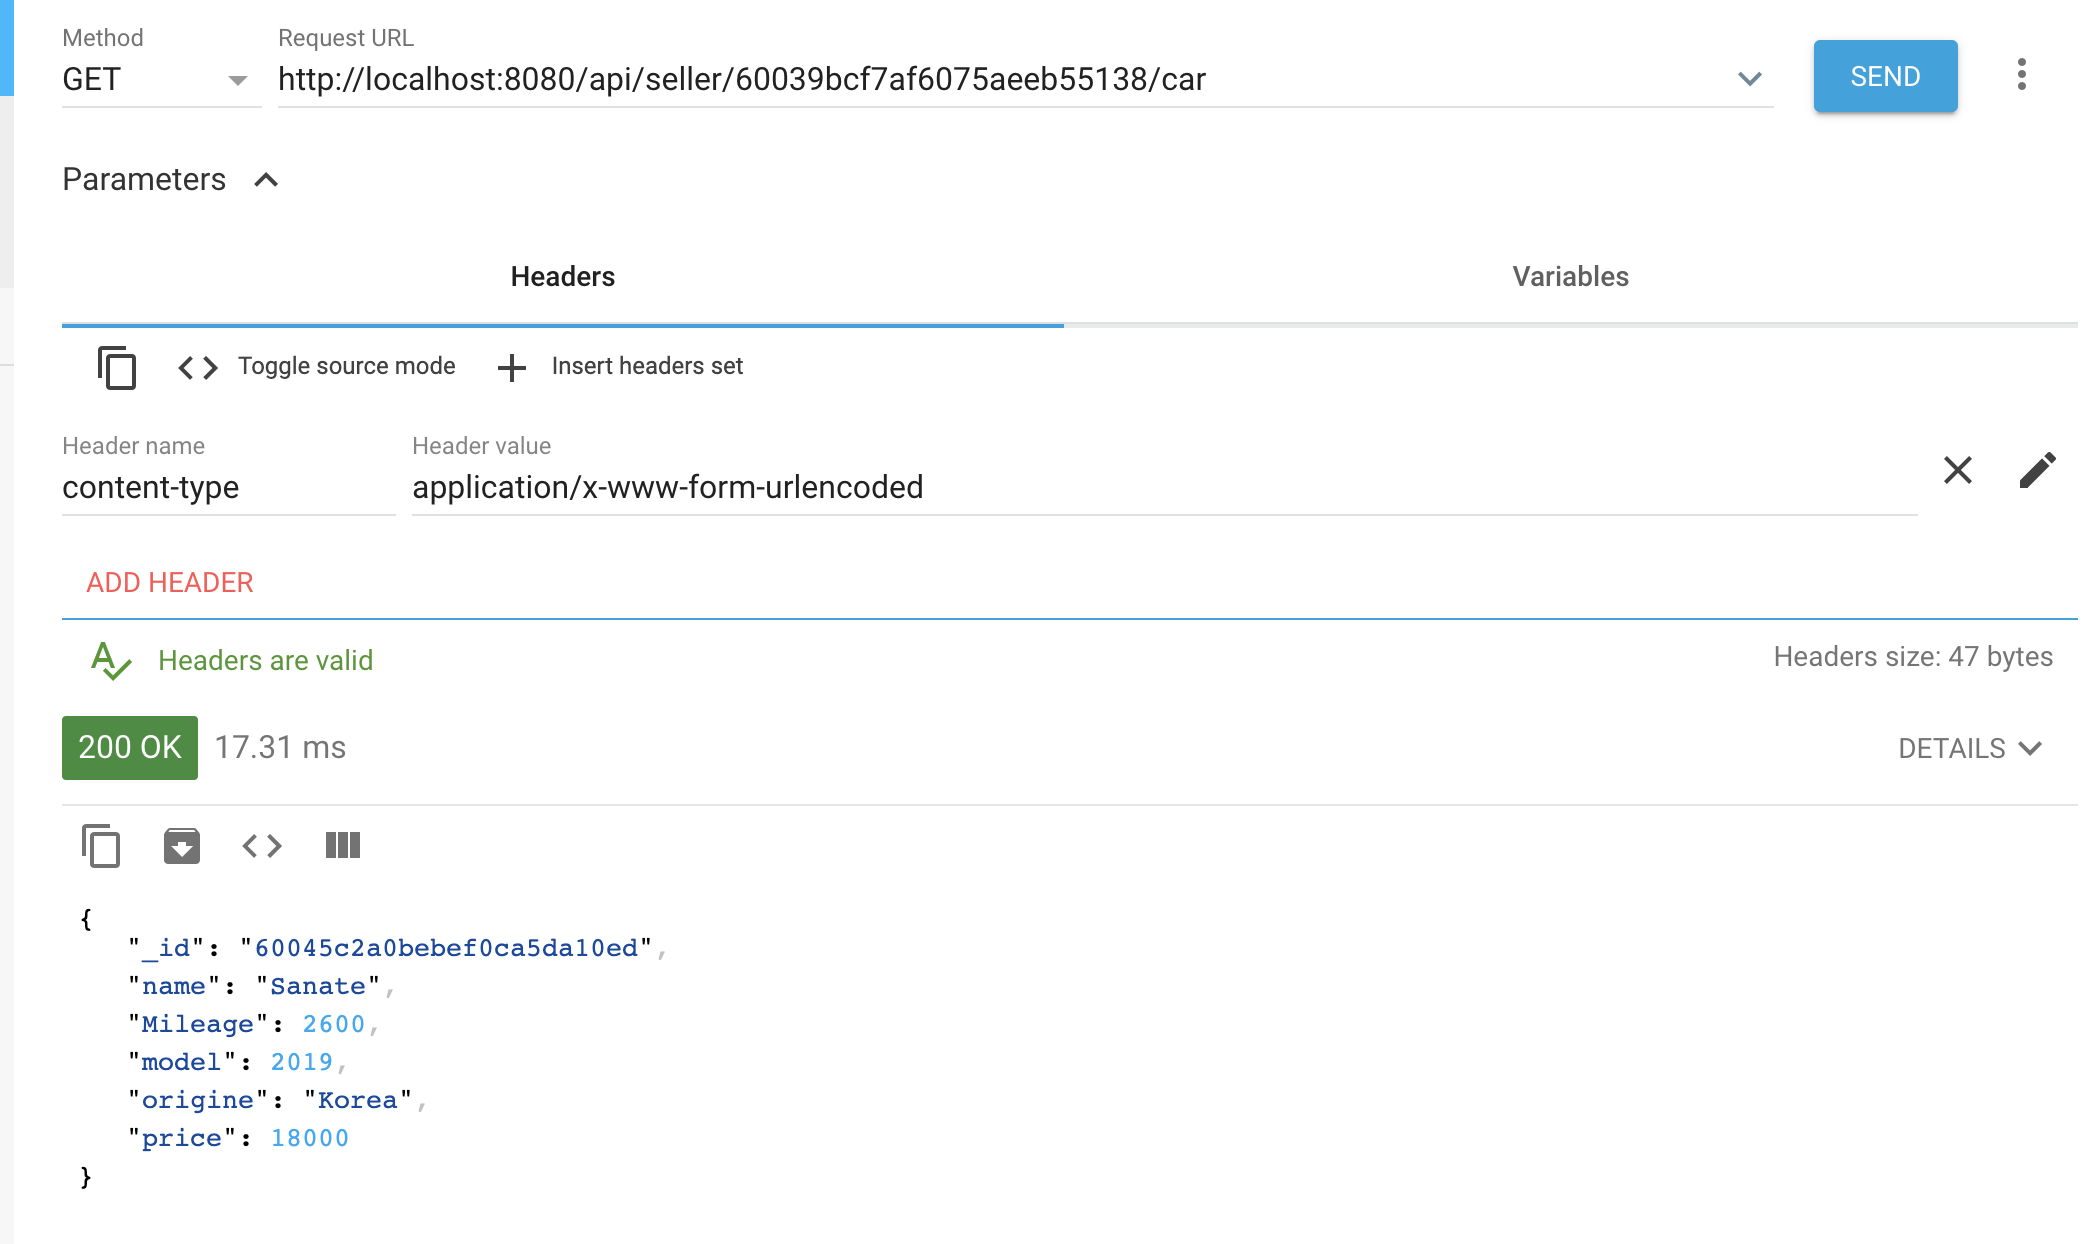 Method
GET
Request URL
http://localhost:8080/api/seller/60039bcf7af6075aeeb55138/car
SEND
Parameters
Headers
Variables
Toggle source mode
Insert headers set
Header name
content-type
Header value
application/x-www-form-urlencoded
ADD HEADER
Headers are valid
Headers size: 47 bytes
200 OK
17.31 ms
DETAILS
{
"_id": "60045c2a0bebef0ca5da10ed",
"name": "Sanate",
"Mileage": 2600,
"model": 2019,
"origine": "Korea",
"price": 18000
}